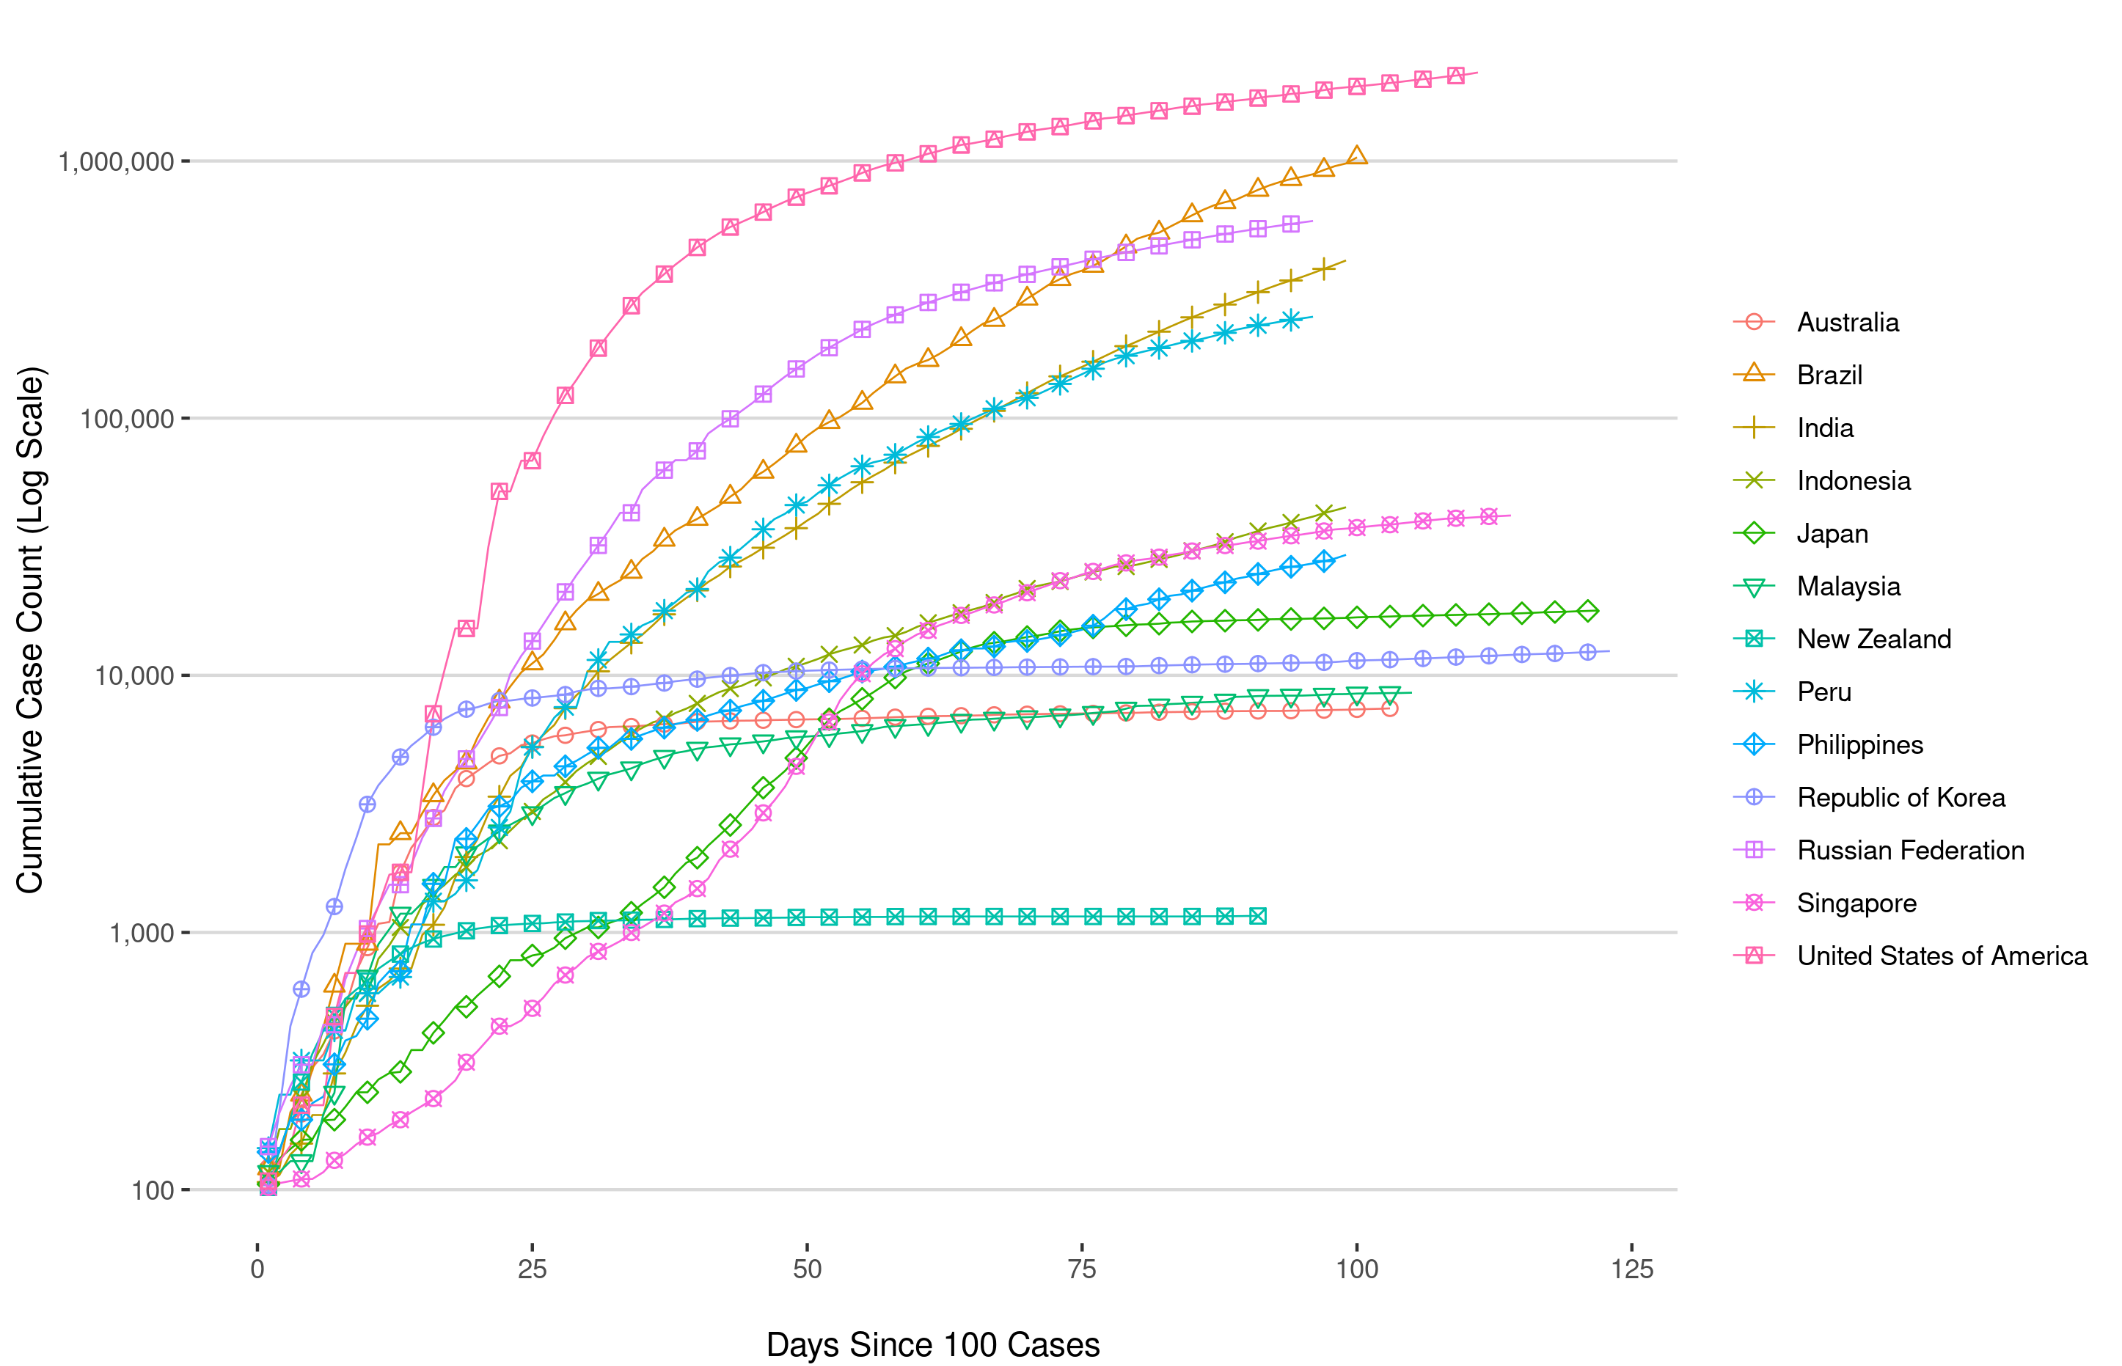 Cumulative Case Count (Log Scale)
1,000,000
100,000
10,000
1,000
100
0 25 50 75 100 125
Days Since 100 Cases
Australia
Brazil
India
Indonesia
Japan
Malaysia
New Zealand
Peru
Philippines
Republic of Korea
Russian Federation
Singapore
United States of America